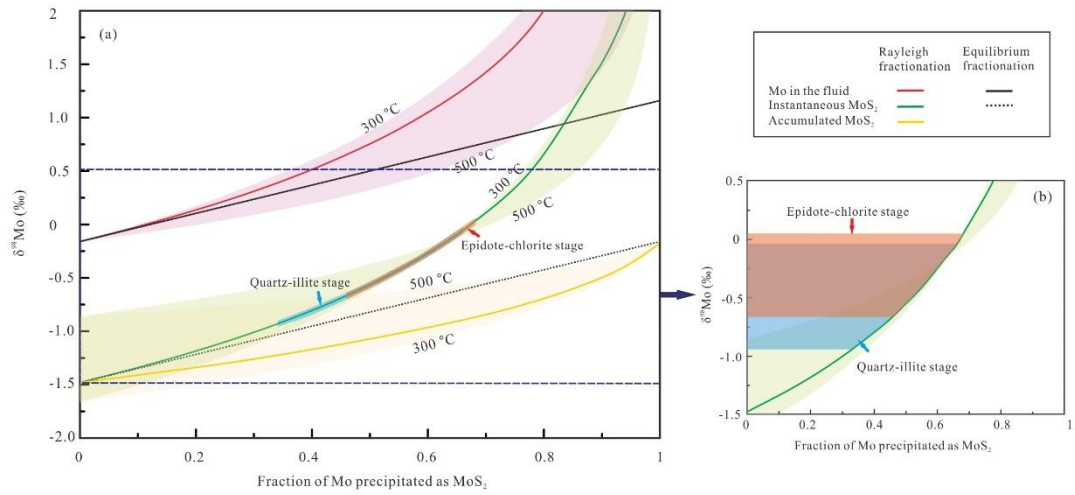 (a)
2
1.5
1.0
0.5
0
-0.5
-1.0
-1.5
-2.0
δ⁹⁸Mo (‰)
300 °C
500 °C
300 °C
500 °C
Epidote-chlorite stage
Quartz-illite stage
500 °C
300 °C
0
0.2
0.4
0.6
0.8
1
Fraction of Mo precipitated as MoS₂
Rayleigh
fractionation
Equilibrium
fractionation
Mo in the fluid
Instantaneous MoS₂
Accumulated MoS₂
(b)
0.5
0
-0.5
-1.0
-1.5
δ⁹⁸Mo (‰)
Epidote-chlorite stage
Quartz-illite stage
0
0.2
0.4
0.6
0.8
1
Fraction of Mo precipitated as MoS₂